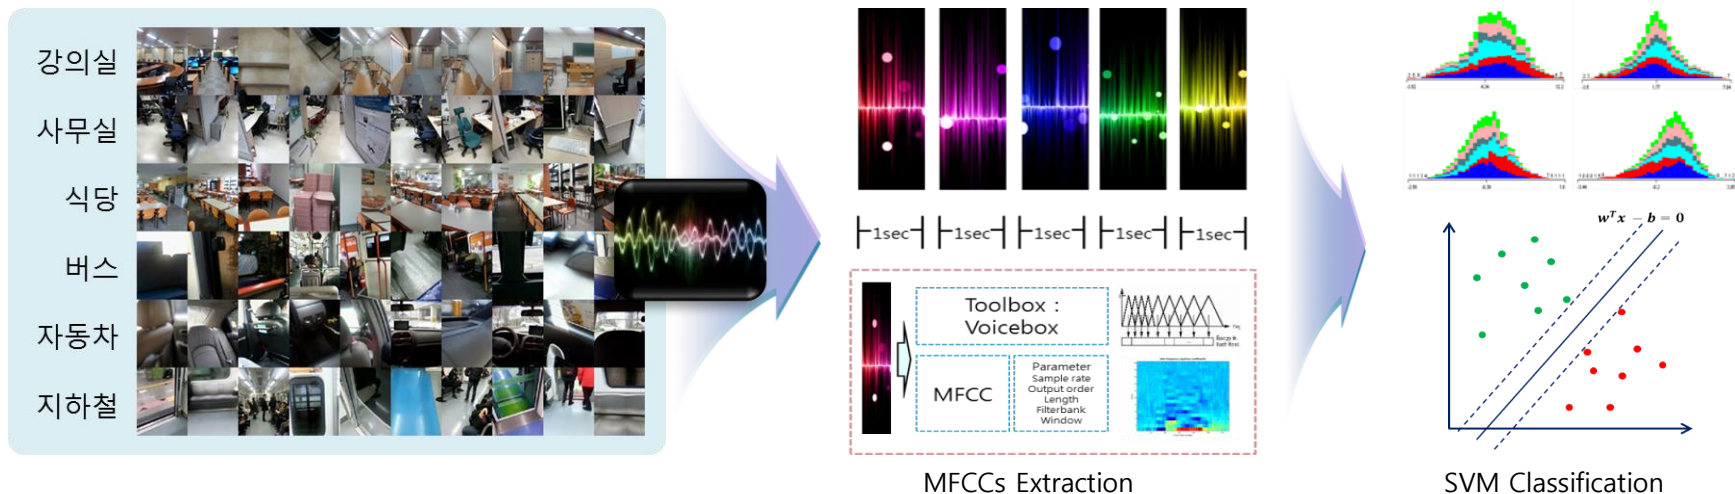 강의실
사무실
식당
버스
자동차
지하철
1sec
1sec
1sec
1sec
1sec
Toolbox :
Voicebox
MFCC
Parameter
Sample rate
Output order
Length
Filterbank
Window
MFCCs Extraction
wᵀx − b = 0
SVM Classification